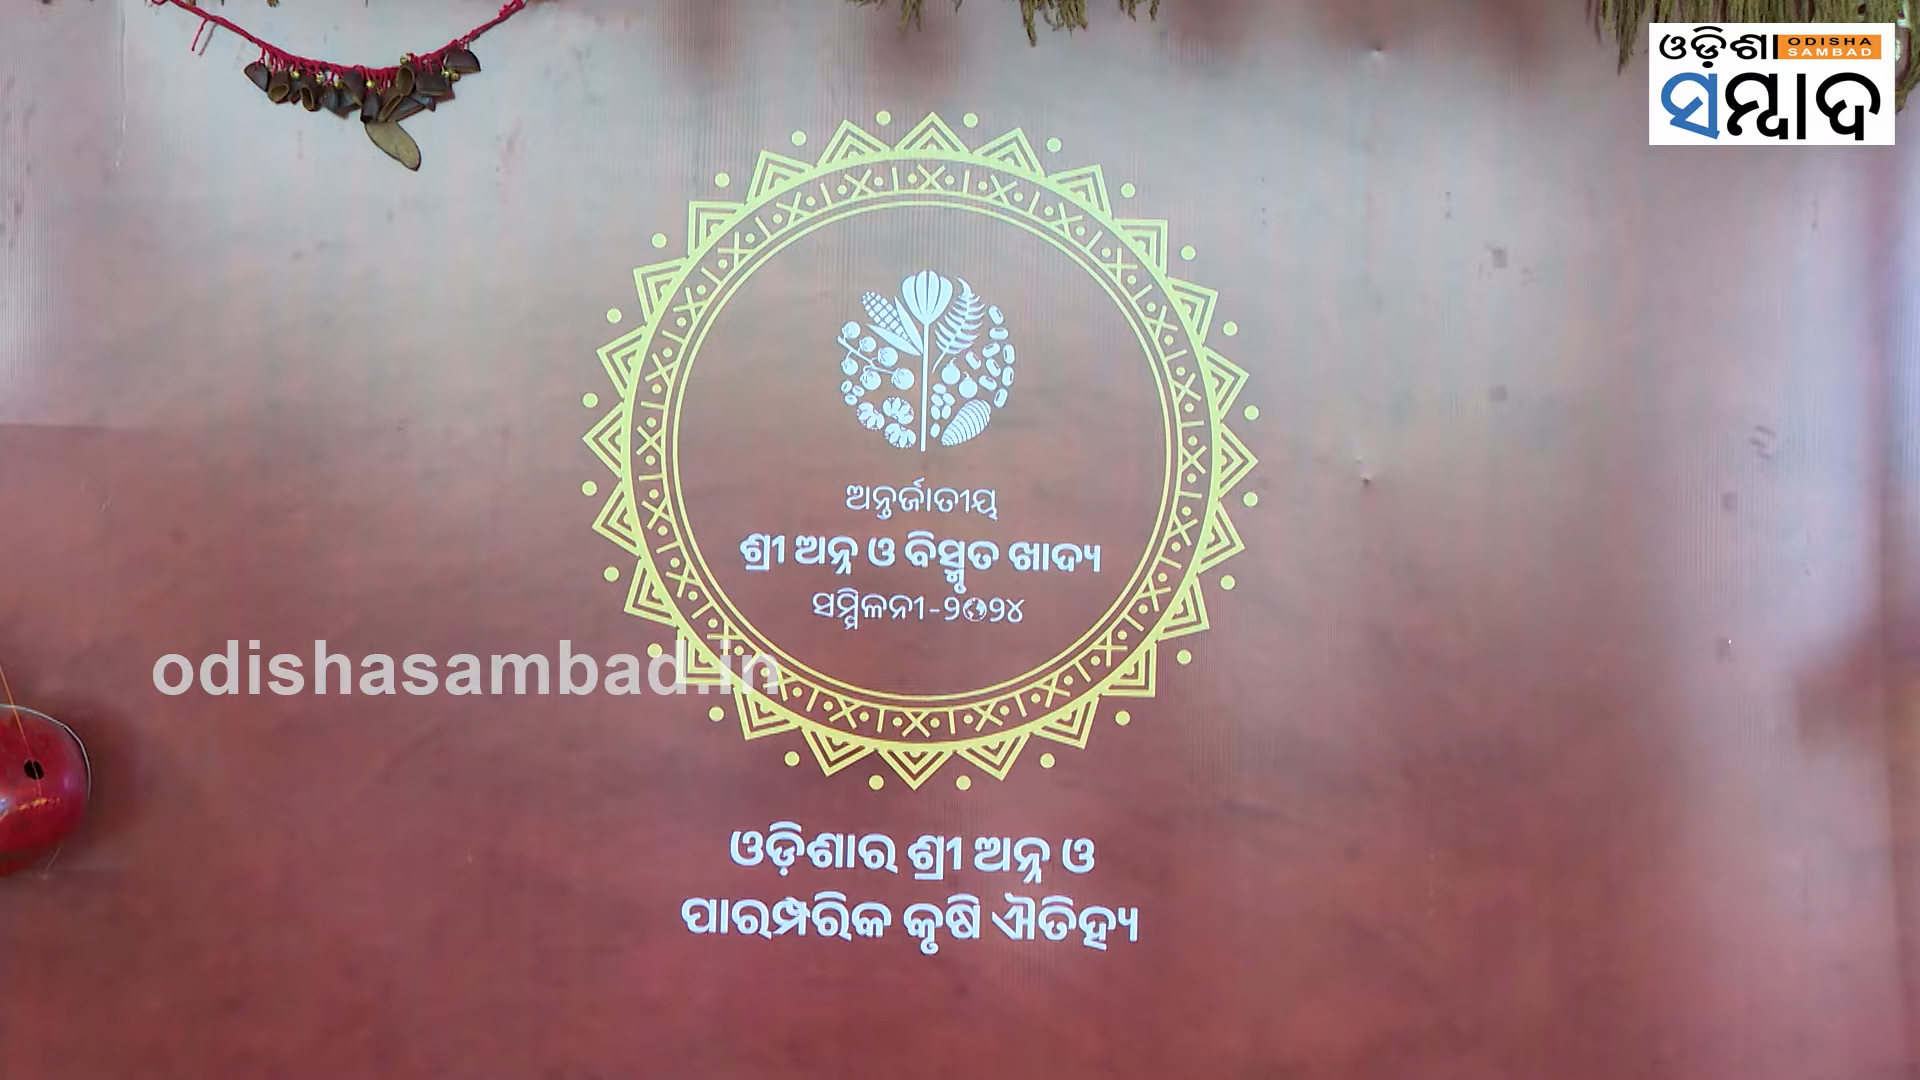 ଓଡ଼ିଶା
ODISHA
SAMBAD
ସମ୍ବାଦ
ଅନ୍ତର୍ଜାତୀୟ
ଶ୍ରୀ ଅନ୍ନ ଓ ବିସ୍ମୃତ ଖାଦ୍ୟ
ସମ୍ମିଳନୀ-୨୦୨୪
odishasambad.in
ଓଡ଼ିଶାର ଶ୍ରୀ ଅନ୍ନ ଓ
ପାରମ୍ପରିକ କୃଷି ଐତିହ୍ୟ